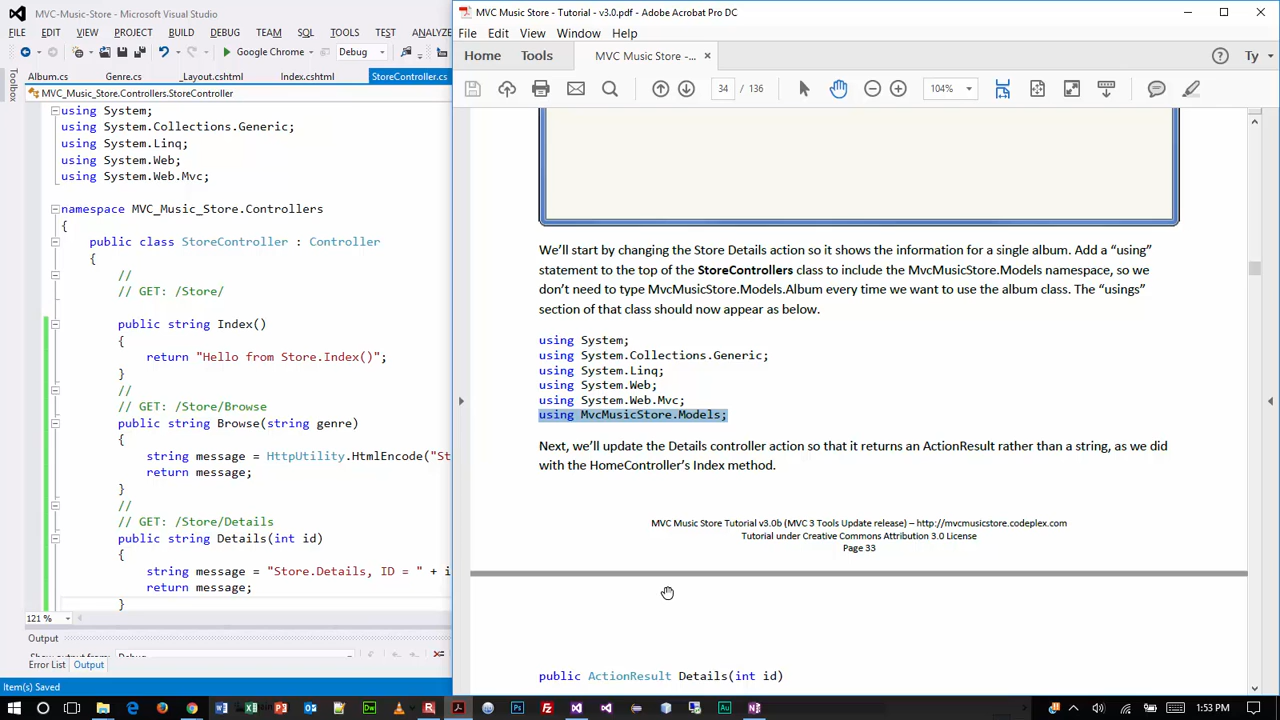 MVC-Music-Store - Microsoft Visual Studio
FILE EDIT VIEW PROJECT BUILD DEBUG TEAM SQL TOOLS TEST ANALYZE
Google Chrome Debug
Album.cs Genre.cs _Layout.cshtml Index.cshtml StoreController.cs
Toolbox
MVC_Music_Store.Controllers.StoreController
using System;
using System.Collections.Generic;
using System.Linq;
using System.Web;
using System.Web.Mvc;
namespace MVC_Music_Store.Controllers
{
public class StoreController : Controller
{
//
// GET: /Store/
public string Index()
{
return "Hello from Store.Index()";
}
//
// GET: /Store/Browse
public string Browse(string genre)
{
string message = HttpUtility.HtmlEncode("St
return message;
}
//
// GET: /Store/Details
public string Details(int id)
{
string message = "Store.Details, ID = " + i
return message;
}
121 %
Output
Show output from: Debug
Error List Output
Item(s) Saved
MVC Music Store - Tutorial - v3.0.pdf - Adobe Acrobat Pro DC
File Edit View Window Help
Home Tools MVC Music Store -... × Ty
34 / 136 104%
We’ll start by changing the Store Details action so it shows the information for a single album. Add a “using”
statement to the top of the StoreControllers class to include the MvcMusicStore.Models namespace, so we
don’t need to type MvcMusicStore.Models.Album every time we want to use the album class. The “usings”
section of that class should now appear as below.
using System;
using System.Collections.Generic;
using System.Linq;
using System.Web;
using System.Web.Mvc;
using MvcMusicStore.Models;
Next, we’ll update the Details controller action so that it returns an ActionResult rather than a string, as we did
with the HomeController’s Index method.
MVC Music Store Tutorial v3.0b (MVC 3 Tools Update release) – http://mvcmusicstore.codeplex.com
Tutorial under Creative Commons Attribution 3.0 License
Page 33
public ActionResult Details(int id)
1:53 PM